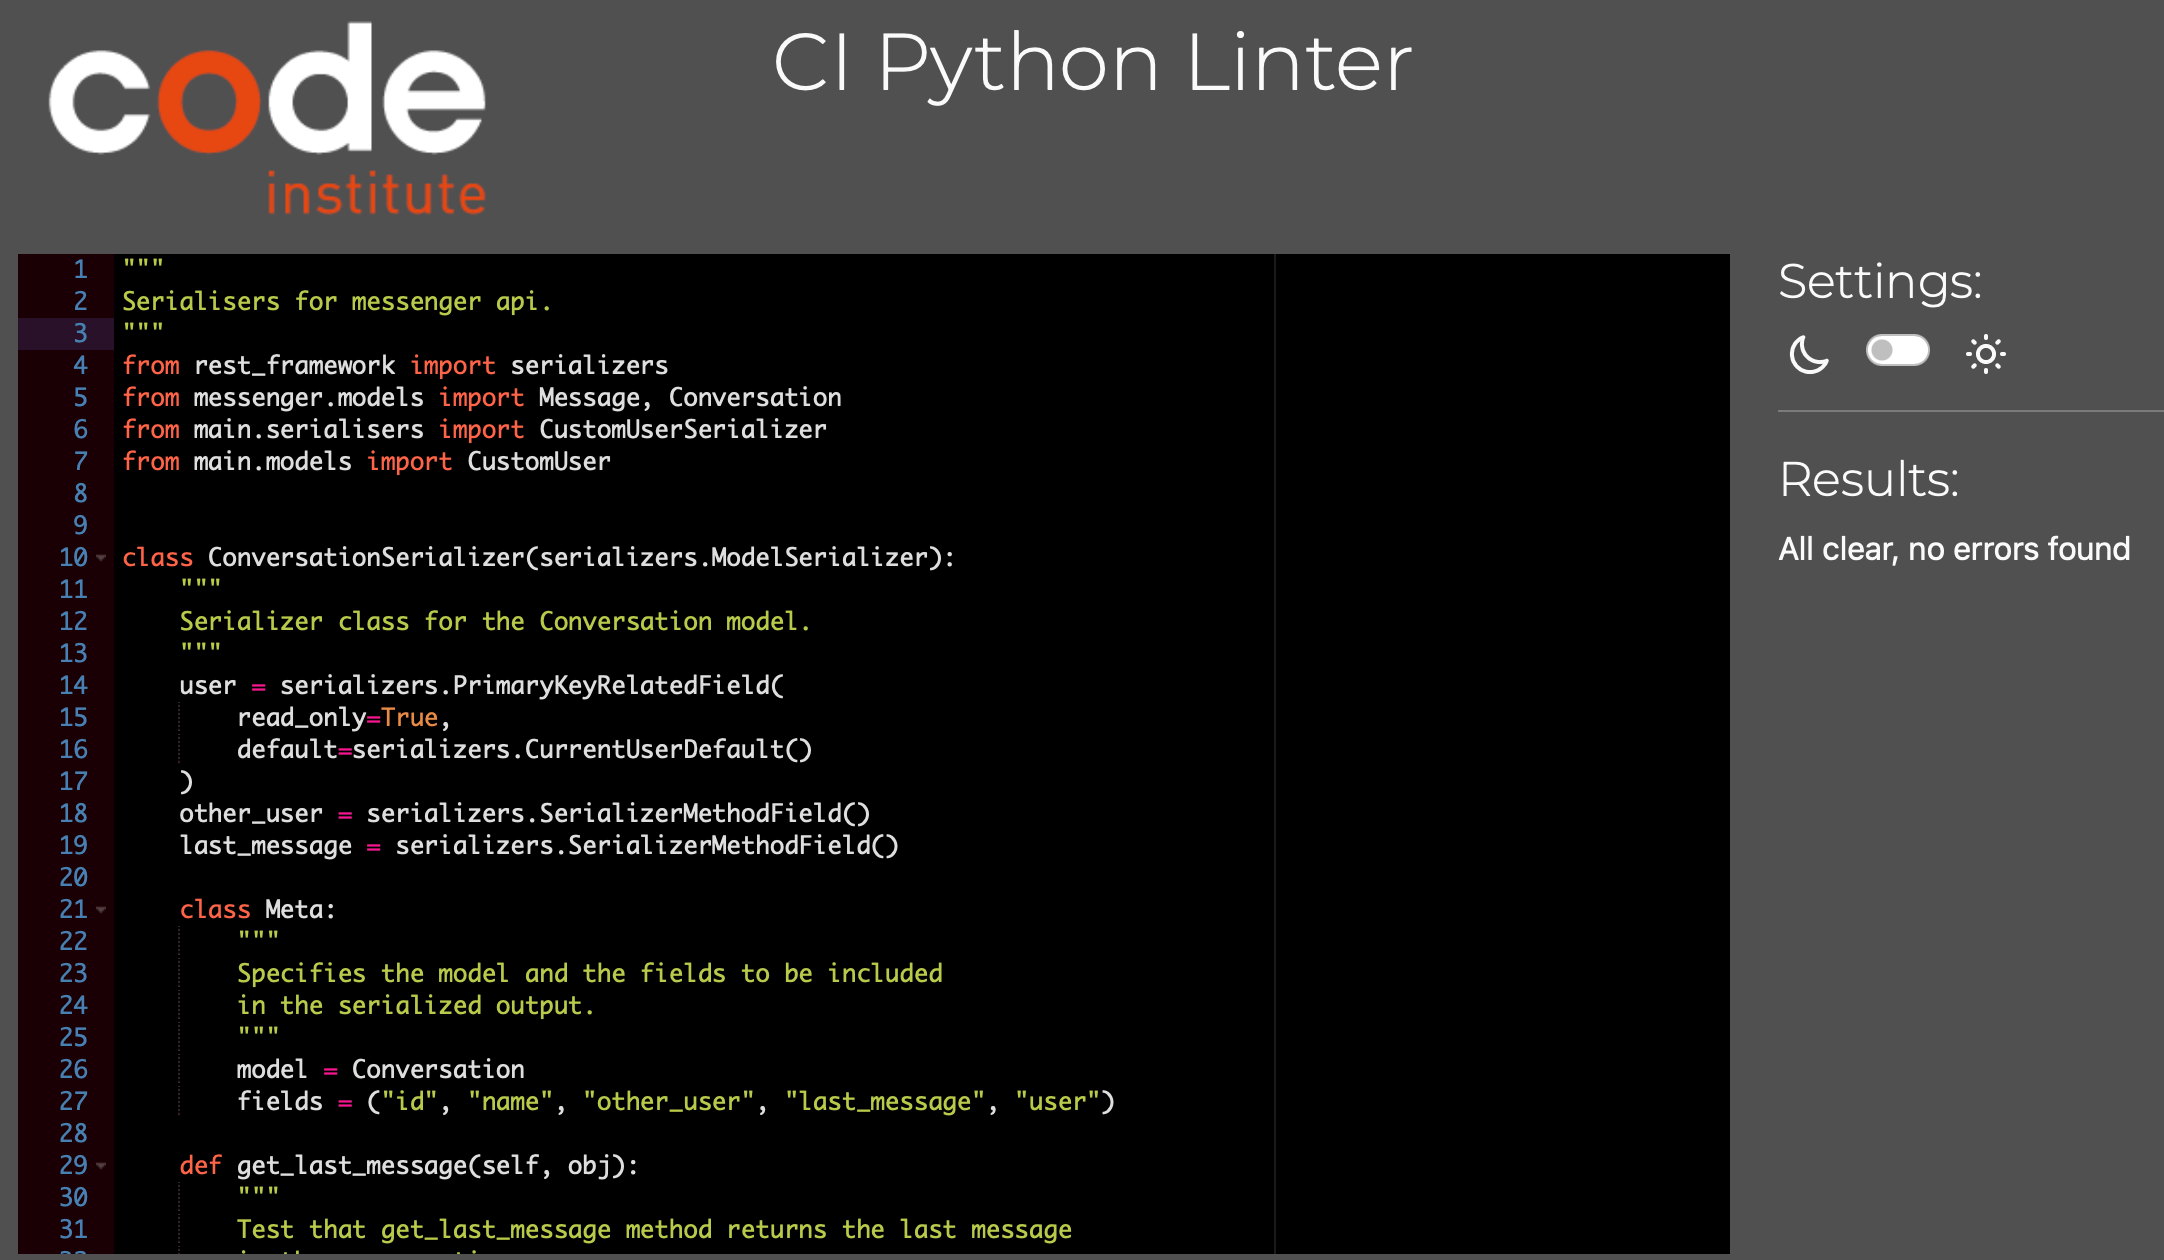 code
institute
CI Python Linter
1 """
2 Serialisers for messenger api.
3 """
4 from rest_framework import serializers
5 from messenger.models import Message, Conversation
6 from main.serialisers import CustomUserSerializer
7 from main.models import CustomUser
8
9
10 class ConversationSerializer(serializers.ModelSerializer):
11     """
12     Serializer class for the Conversation model.
13     """
14     user = serializers.PrimaryKeyRelatedField(
15         read_only=True,
16         default=serializers.CurrentUserDefault()
17     )
18     other_user = serializers.SerializerMethodField()
19     last_message = serializers.SerializerMethodField()
20
21     class Meta:
22         """
23         Specifies the model and the fields to be included
24         in the serialized output.
25         """
26         model = Conversation
27         fields = ("id", "name", "other_user", "last_message", "user")
28
29     def get_last_message(self, obj):
30         """
31         Test that get_last_message method returns the last message
Settings:
Results:
All clear, no errors found